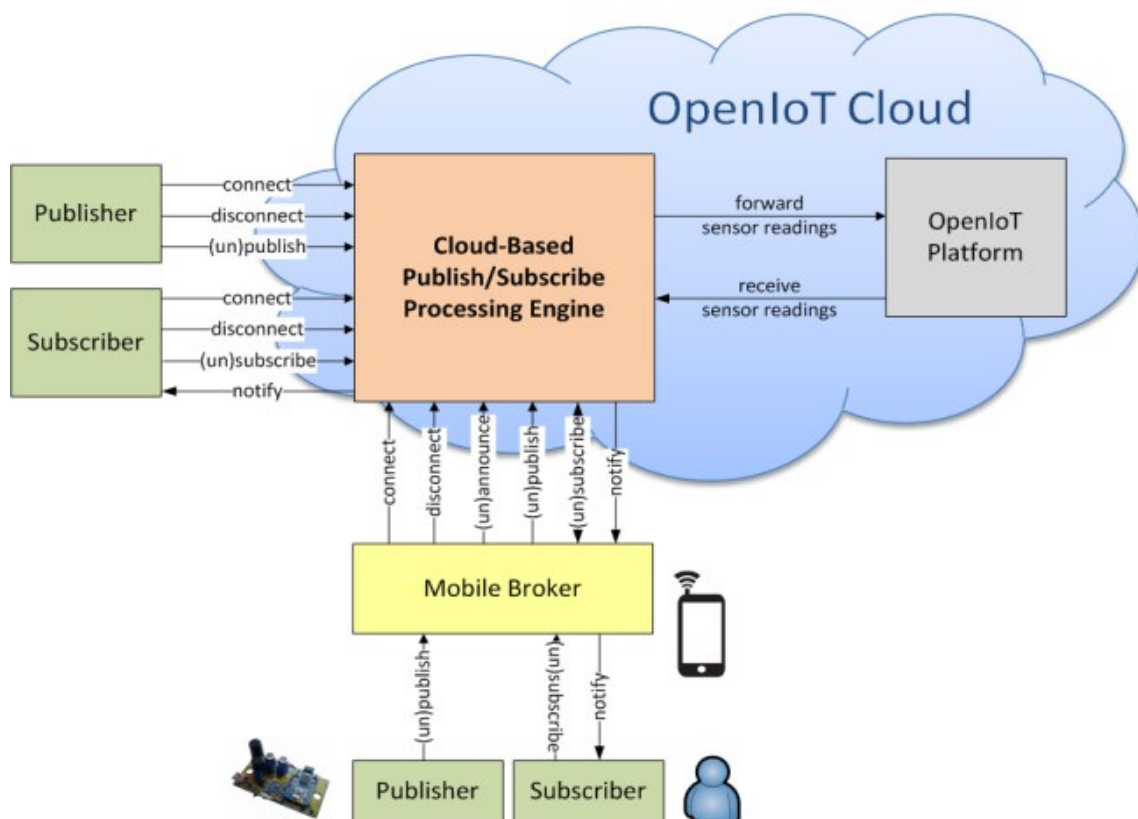 OpenIoT Cloud
Publisher
connect
disconnect
(un)publish
Cloud-Based
Publish/Subscribe
Processing Engine
forward
sensor readings
receive
sensor readings
OpenIoT
Platform
Subscriber
connect
disconnect
(un)subscribe
notify
connect
disconnect
(un)announce
(un)publish
(un)subscribe
notify
Mobile Broker
(un)publish
(un)subscribe
notify
Publisher
Subscriber